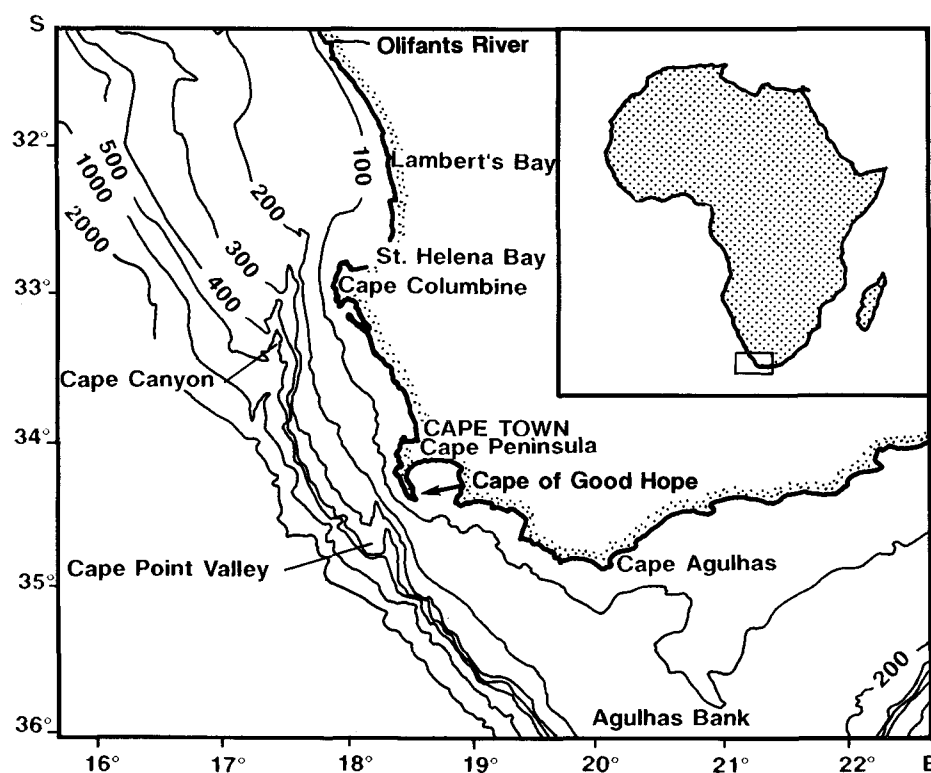 S
Olifants River
32°
500
1000
2000
100
Lambert's Bay
200
300
400
St. Helena Bay
33°
Cape Columbine
Cape Canyon
34°
CAPE TOWN
Cape Peninsula
Cape of Good Hope
Cape Point Valley
Cape Agulhas
35°
200
36°
Agulhas Bank
16°
17°
18°
19°
20°
21°
22°
E